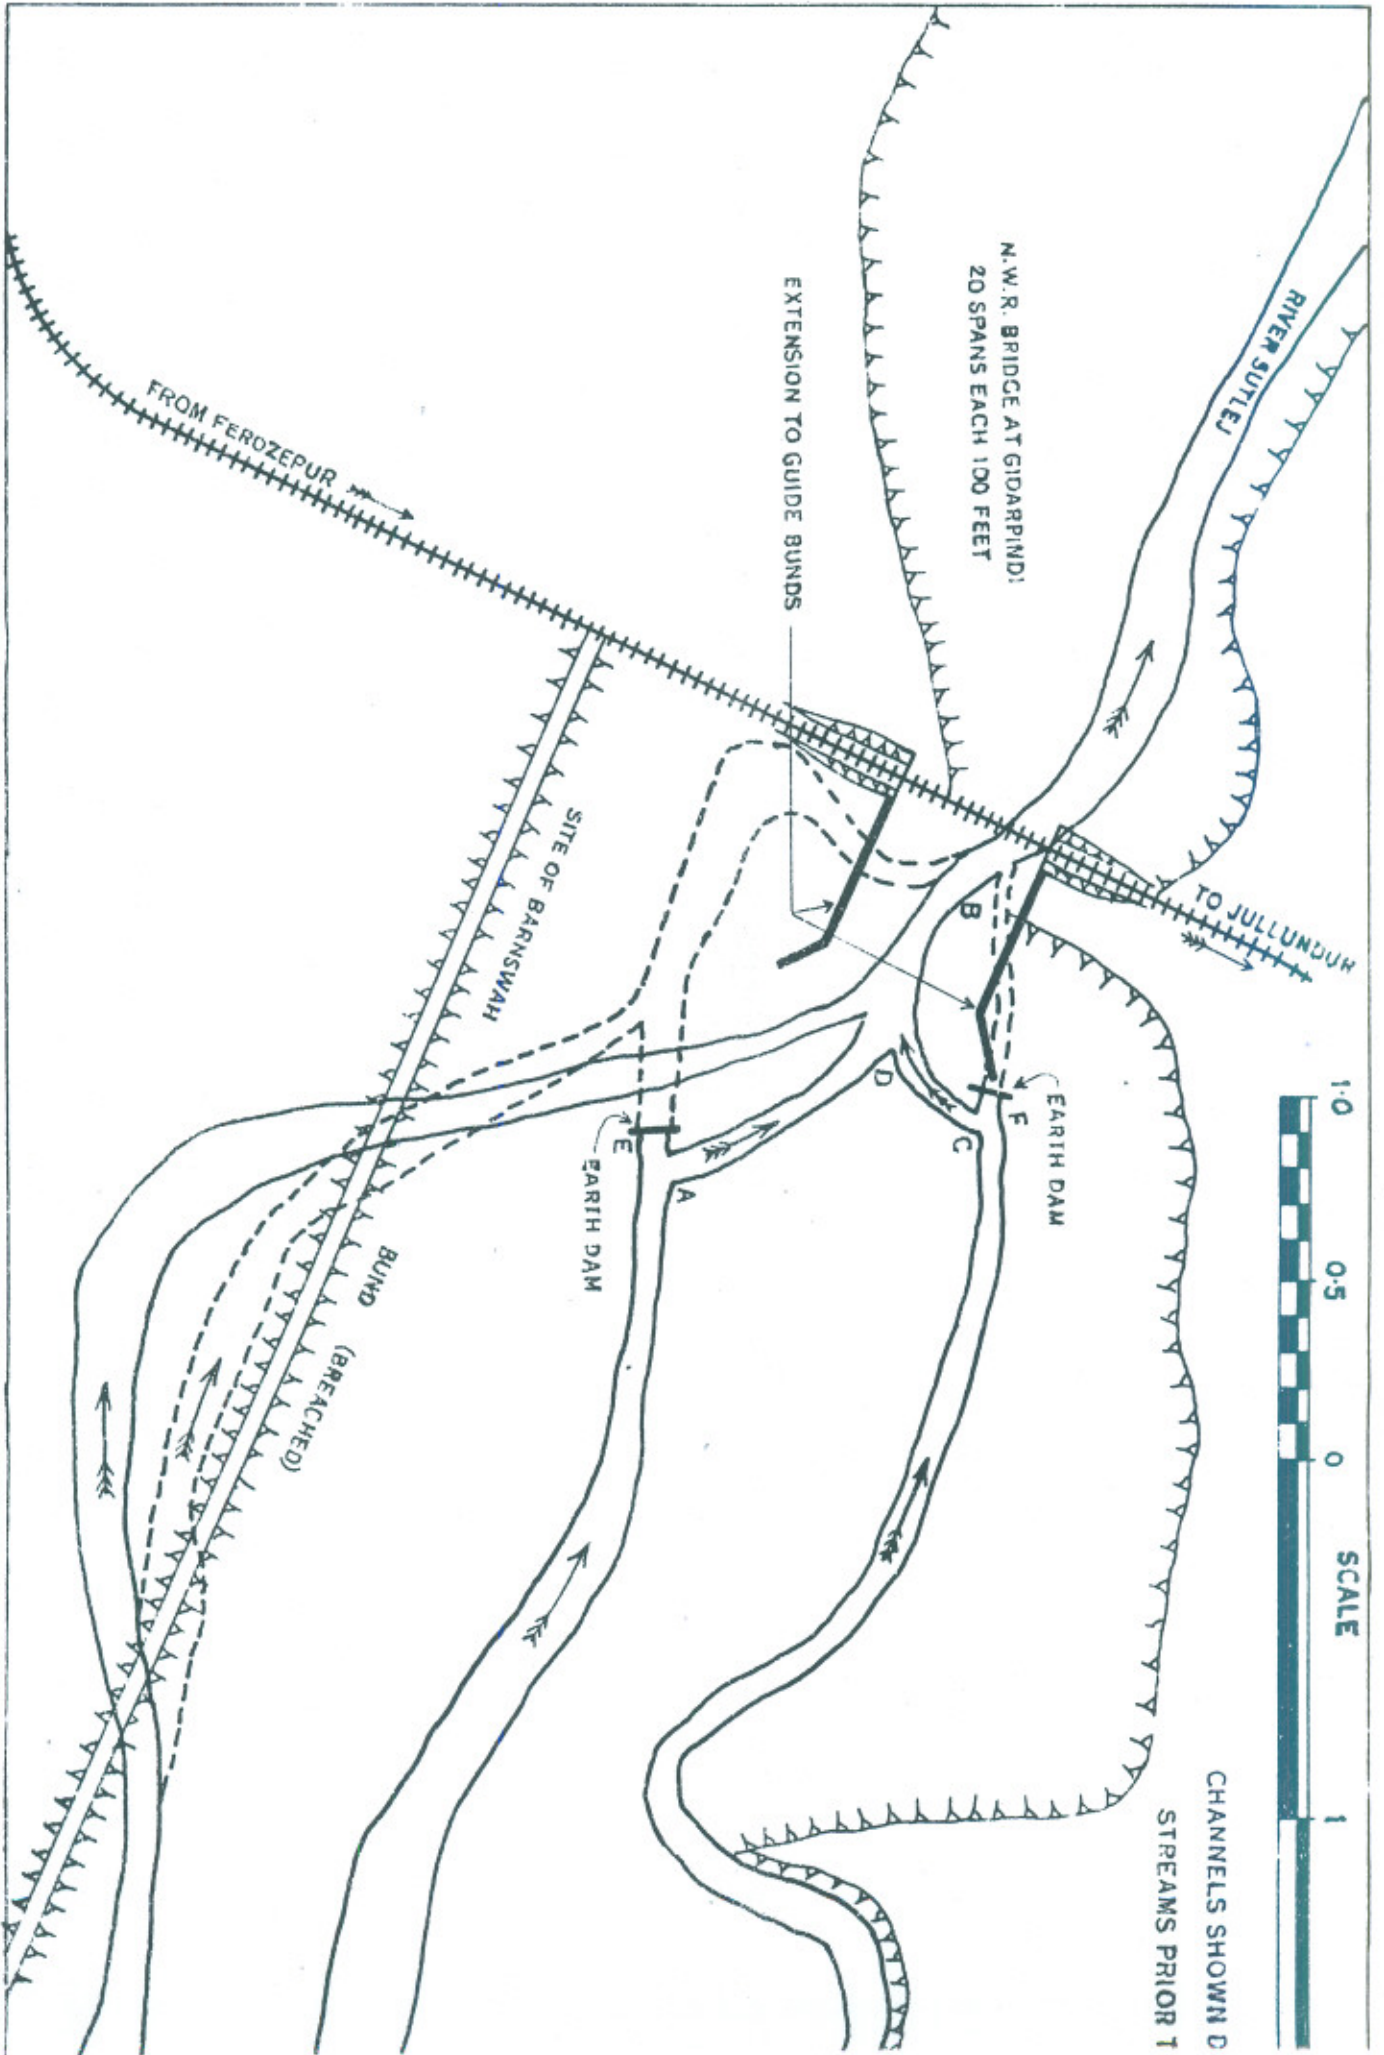 RIVER SUTLEJ
N.W.R. BRIDGE AT GIDARPINDI
20 SPANS EACH 100 FEET
EXTENSION TO GUIDE BUNDS
FROM FEROZEPUR
TO JULLUNDUR
SITE OF BARNSWAH
BUND
(BREACHED)
EARTH DAM
EARTH DAM
A
B
C
D
E
F
1·0
0·5
0
1
SCALE
CHANNELS SHOWN D
STREAMS PRIOR T